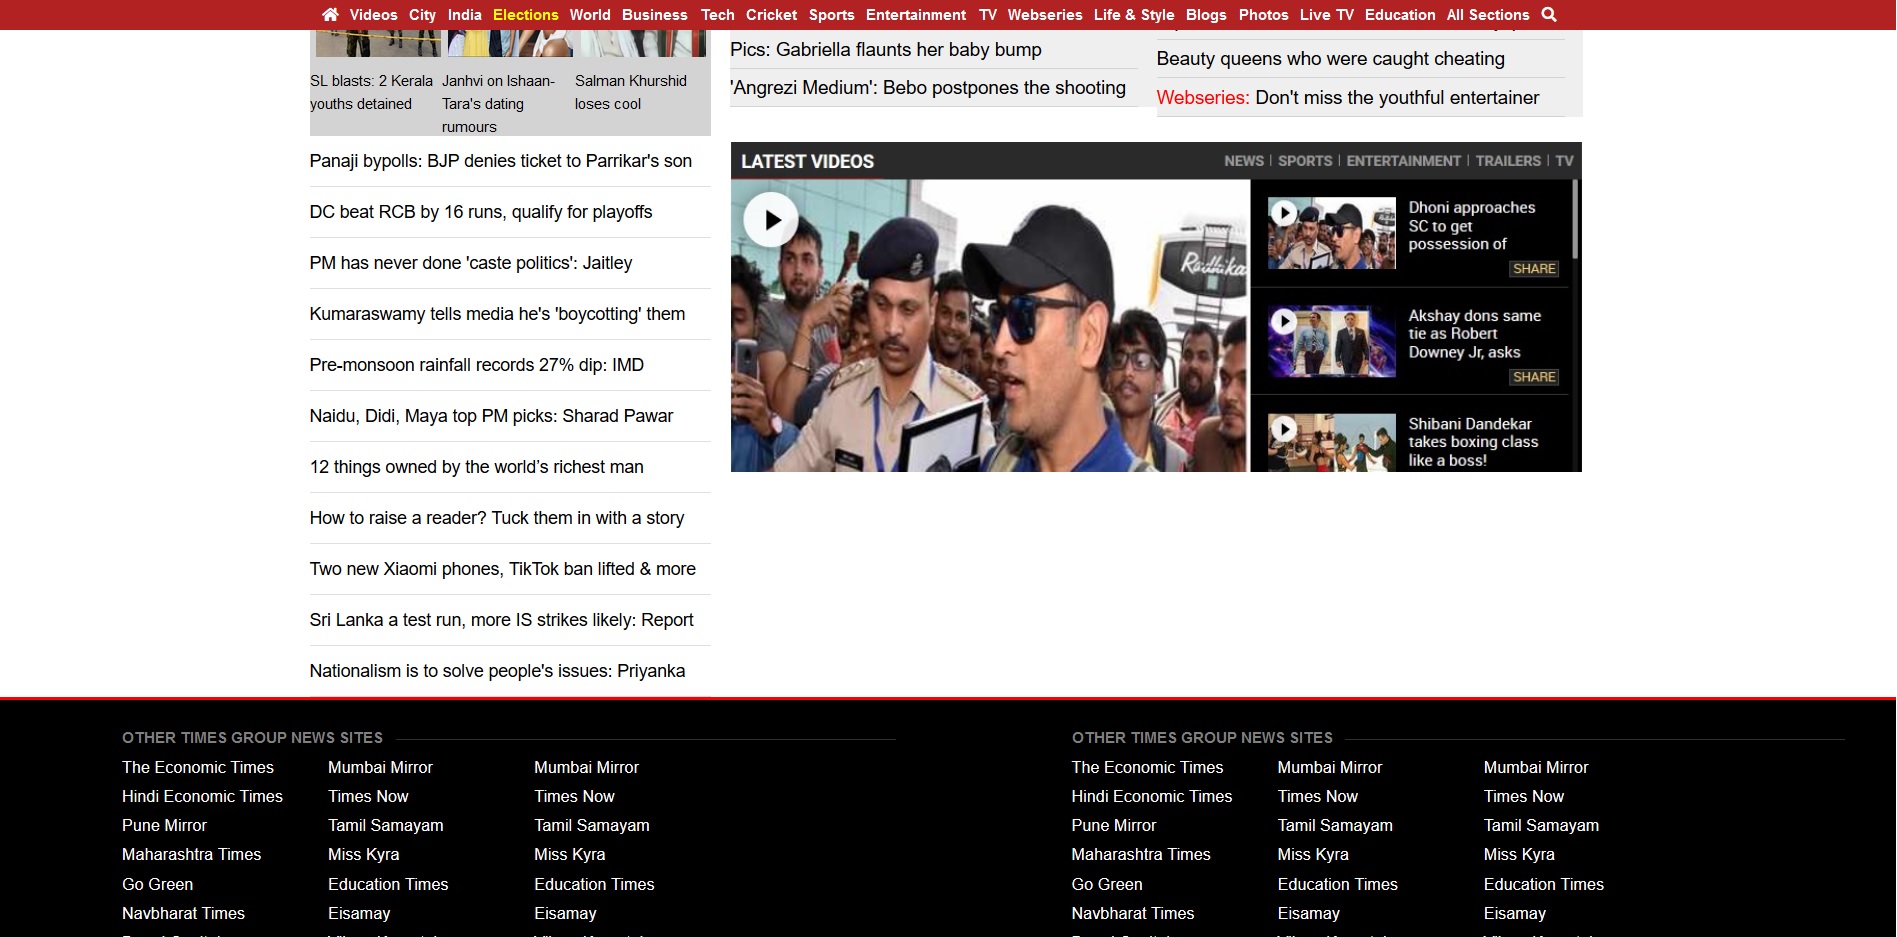 Videos City India Elections World Business Tech Cricket Sports Entertainment TV Webseries Life & Style Blogs Photos Live TV Education All Sections
SL blasts: 2 Kerala
youths detained
Janhvi on Ishaan-
Tara's dating
rumours
Salman Khurshid
loses cool
Panaji bypolls: BJP denies ticket to Parrikar's son
DC beat RCB by 16 runs, qualify for playoffs
PM has never done 'caste politics': Jaitley
Kumaraswamy tells media he's 'boycotting' them
Pre-monsoon rainfall records 27% dip: IMD
Naidu, Didi, Maya top PM picks: Sharad Pawar
12 things owned by the world’s richest man
How to raise a reader? Tuck them in with a story
Two new Xiaomi phones, TikTok ban lifted & more
Sri Lanka a test run, more IS strikes likely: Report
Nationalism is to solve people's issues: Priyanka
Pics: Gabriella flaunts her baby bump
'Angrezi Medium': Bebo postpones the shooting
Beauty queens who were caught cheating
Webseries: Don't miss the youthful entertainer
LATEST VIDEOS
NEWS | SPORTS | ENTERTAINMENT | TRAILERS | TV
Radhika
Dhoni approaches
SC to get
possession of
SHARE
Akshay dons same
tie as Robert
Downey Jr, asks
SHARE
Shibani Dandekar
takes boxing class
like a boss!
OTHER TIMES GROUP NEWS SITES
The Economic Times Mumbai Mirror Mumbai Mirror
Hindi Economic Times Times Now Times Now
Pune Mirror Tamil Samayam Tamil Samayam
Maharashtra Times Miss Kyra Miss Kyra
Go Green Education Times Education Times
Navbharat Times Eisamay Eisamay
OTHER TIMES GROUP NEWS SITES
The Economic Times Mumbai Mirror Mumbai Mirror
Hindi Economic Times Times Now Times Now
Pune Mirror Tamil Samayam Tamil Samayam
Maharashtra Times Miss Kyra Miss Kyra
Go Green Education Times Education Times
Navbharat Times Eisamay Eisamay